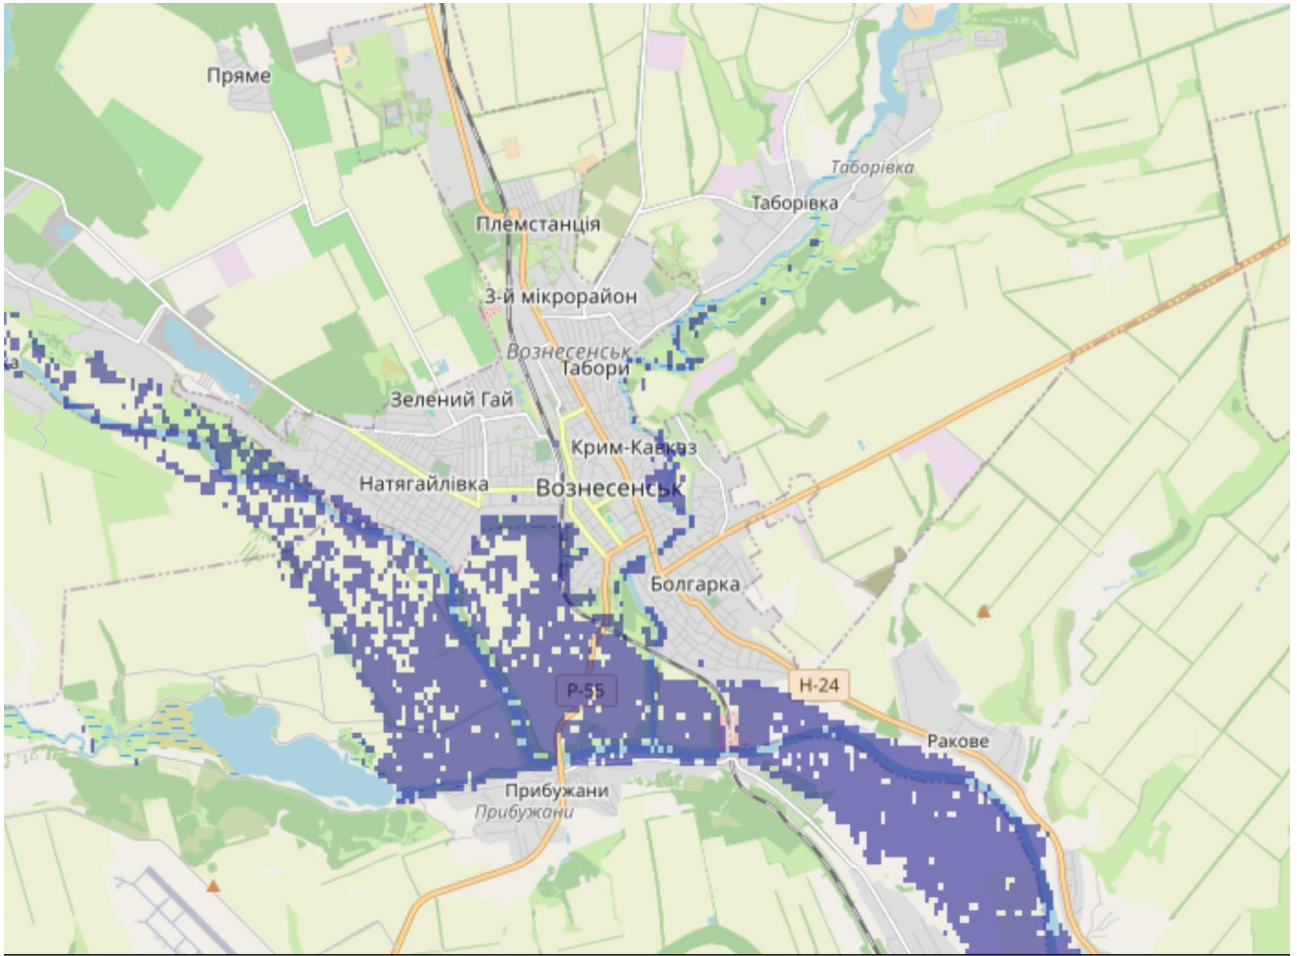 Пряме
Таборівка
Таборівка
Племстанція
3-й мікрорайон
Вознесенськ
Табори
а
Зелений Гай
Крим-Кавказ
Натягайлівка
Вознесенськ
Болгарка
Н-24
Р-55
Ракове
Прибужани
Прибужани